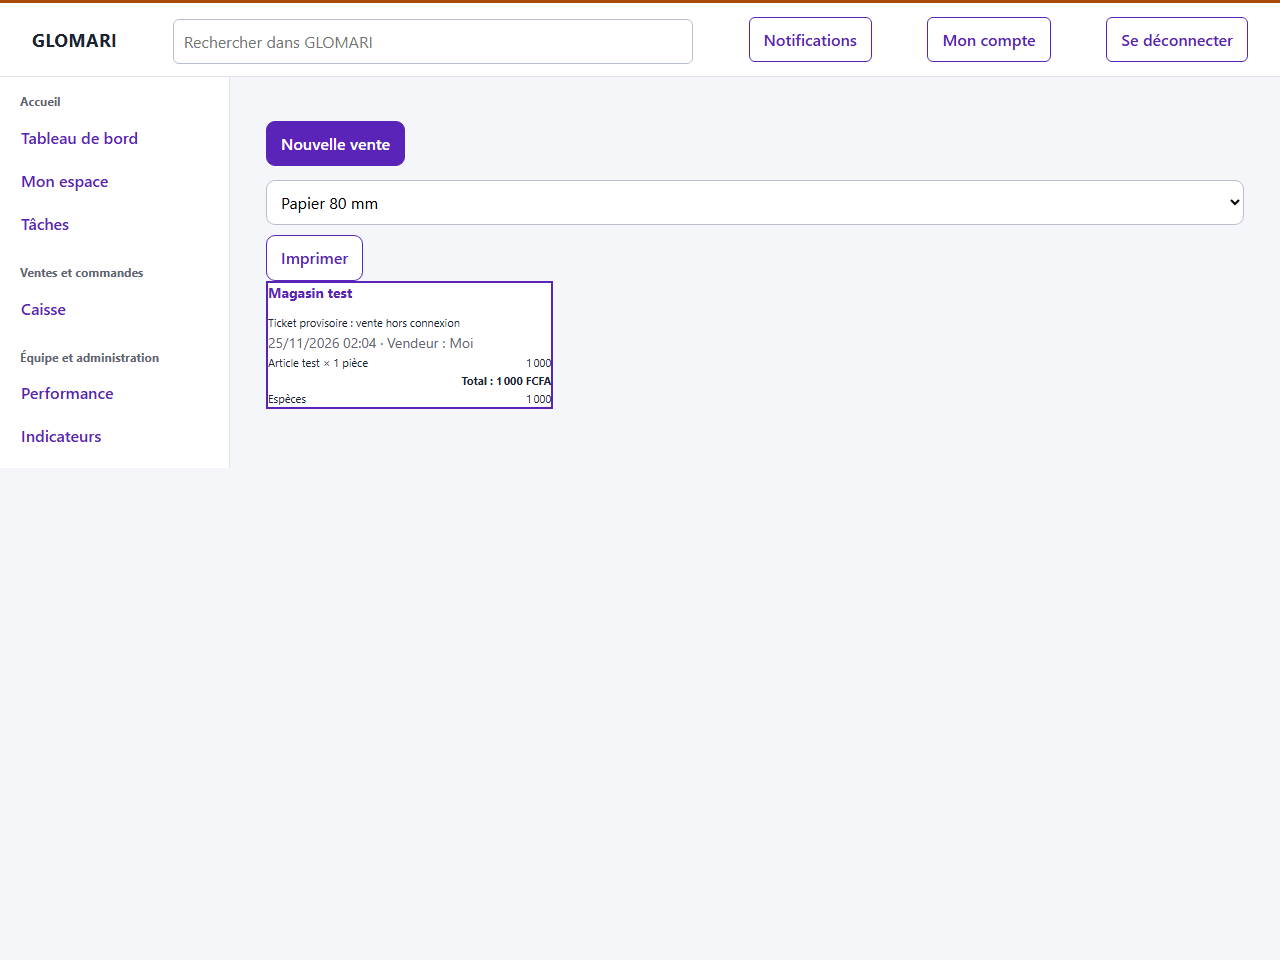 GLOMARI
Rechercher dans GLOMARI
Notifications
Mon compte
Se déconnecter
Accueil
Tableau de bord
Mon espace
Tâches
Ventes et commandes
Caisse
Équipe et administration
Performance
Indicateurs
Nouvelle vente
Papier 80 mm
Imprimer
Magasin test
Ticket provisoire : vente hors connexion
25/11/2026 02:04 · Vendeur : Moi
Article test × 1 pièce 1 000
Total : 1 000 FCFA
Espèces 1 000